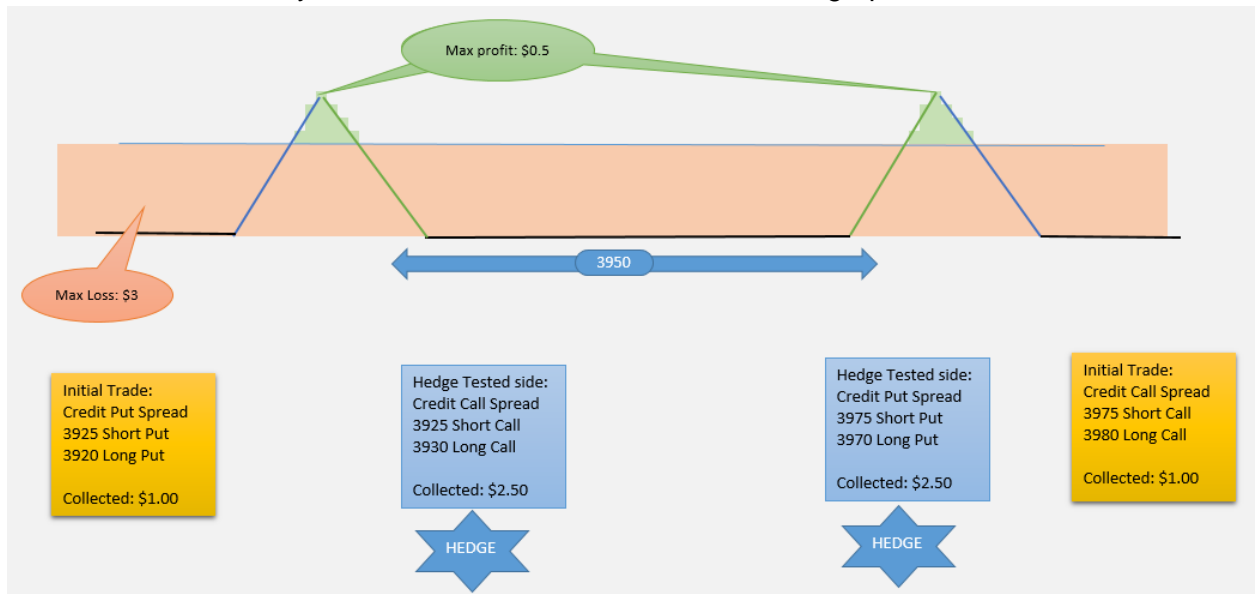 Max profit: $0.5
3950
Max Loss: $3
Initial Trade:
Credit Put Spread
3925 Short Put
3920 Long Put
Collected: $1.00
Hedge Tested side:
Credit Call Spread
3925 Short Call
3930 Long Call
Collected: $2.50
HEDGE
Hedge Tested side:
Credit Put Spread
3975 Short Put
3970 Long Put
Collected: $2.50
HEDGE
Initial Trade:
Credit Call Spread
3975 Short Call
3980 Long Call
Collected: $1.00